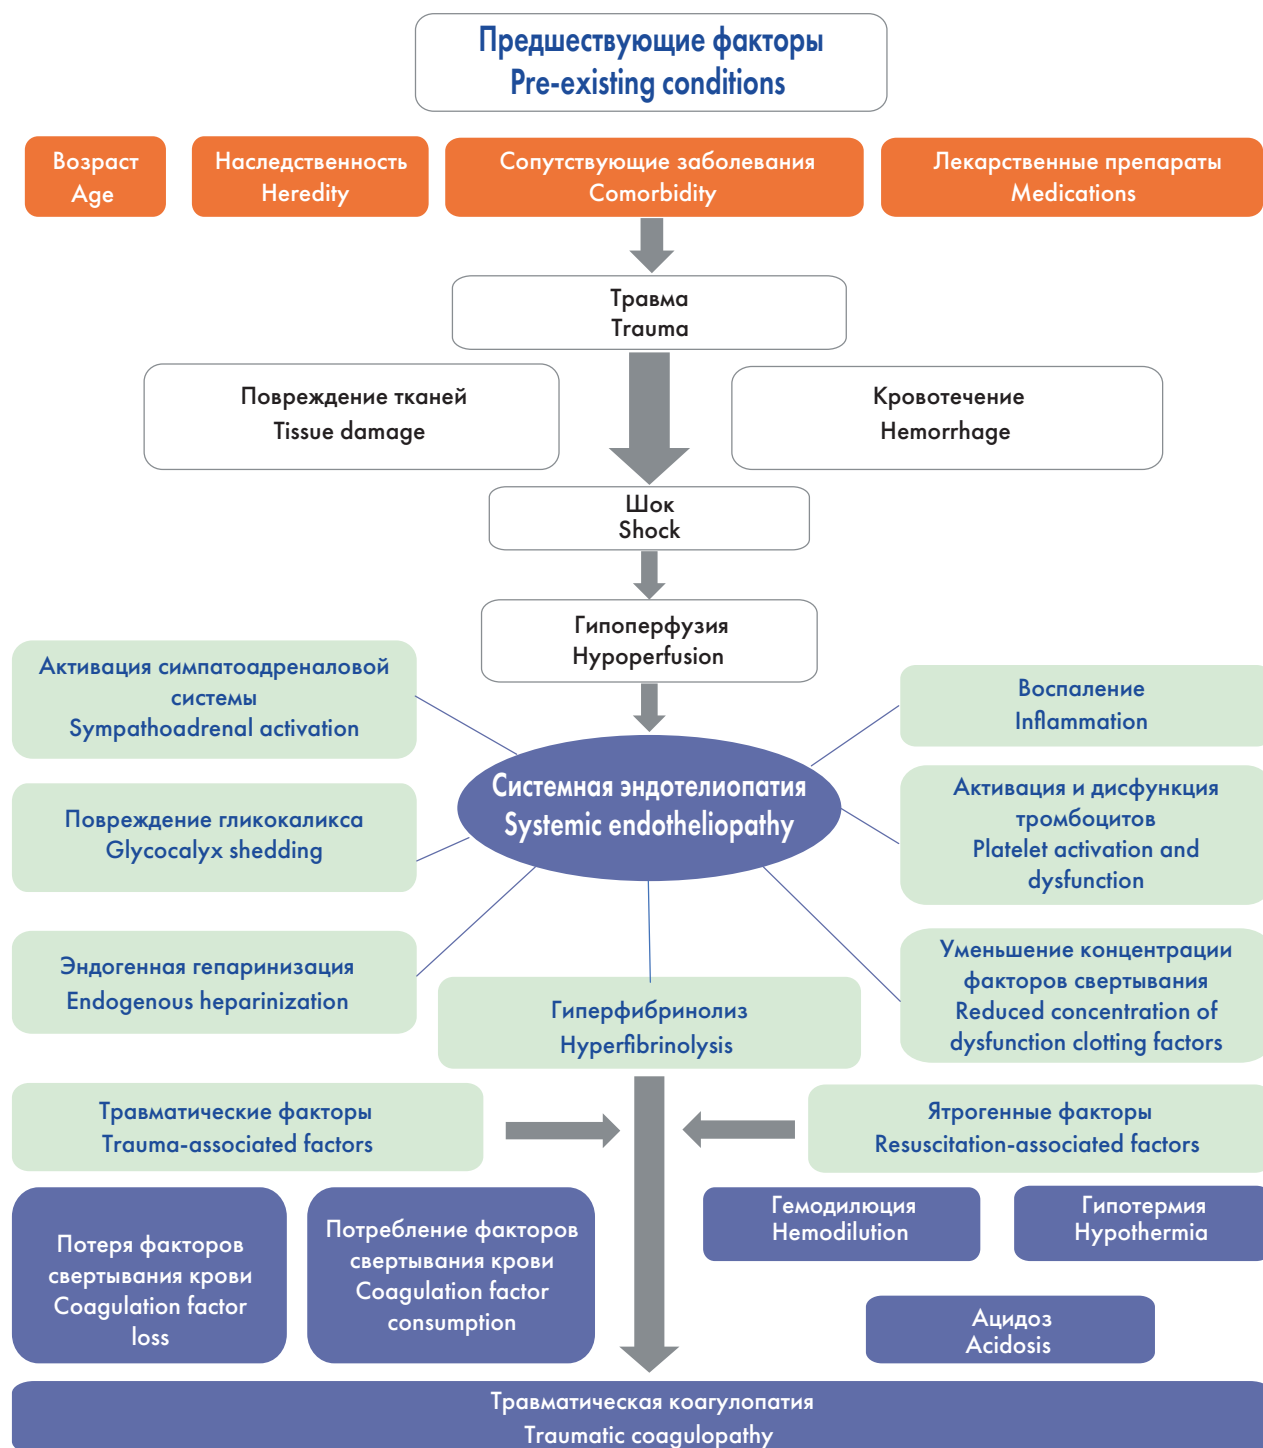 Предшествующие факторы
Pre-existing conditions
Возраст
Age
Наследственность
Heredity
Сопутствующие заболевания
Comorbidity
Лекарственные препараты
Medications
Травма
Trauma
Повреждение тканей
Tissue damage
Кровотечение
Hemorrhage
Шок
Shock
Гипоперфузия
Hypoperfusion
Активация симпатоадреналовой
системы
Sympathoadrenal activation
Воспаление
Inflammation
Системная эндотелиопатия
Systemic endotheliopathy
Повреждение гликокаликса
Glycocalyx shedding
Активация и дисфункция
тромбоцитов
Platelet activation and
dysfunction
Эндогенная гепаринизация
Endogenous heparinization
Гиперфибринолиз
Hyperfibrinolysis
Уменьшение концентрации
факторов свертывания
Reduced concentration of
dysfunction clotting factors
Травматические факторы
Trauma-associated factors
Ятрогенные факторы
Resuscitation-associated factors
Потеря факторов
свертывания крови
Coagulation factor
loss
Потребление факторов
свертывания крови
Coagulation factor
consumption
Гемодилюция
Hemodilution
Гипотермия
Hypothermia
Ацидоз
Acidosis
Травматическая коагулопатия
Traumatic coagulopathy